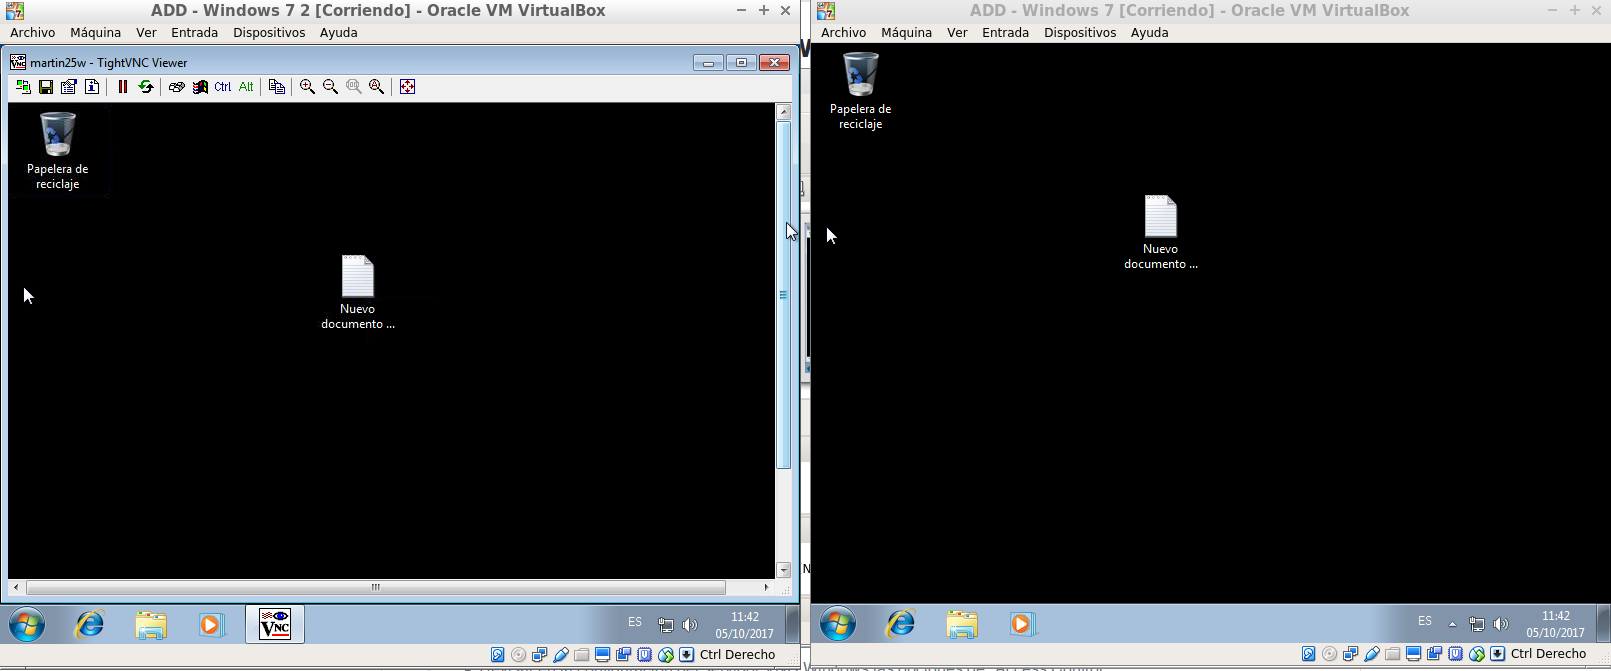 ADD - Windows 7 2 [Corriendo] - Oracle VM VirtualBox
Archivo Máquina Ver Entrada Dispositivos Ayuda
martin25w - TightVNC Viewer
Ctrl Alt
Papelera de
reciclaje
Nuevo
documento ...
VNC
ES
11:42
05/10/2017
Ctrl Derecho
ADD - Windows 7 [Corriendo] - Oracle VM VirtualBox
Archivo Máquina Ver Entrada Dispositivos Ayuda
Papelera de
reciclaje
Nuevo
documento ...
ES
11:42
05/10/2017
Ctrl Derecho